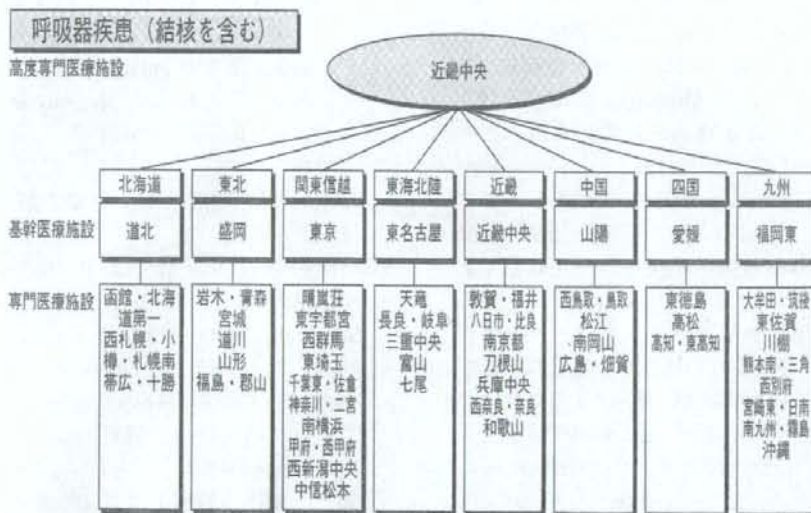 呼吸器疾患（結核を含む）
高度専門医療施設
近畿中央
北海道
東北
関東信越
東海北陸
近畿
中国
四国
九州
基幹医療施設
道北
盛岡
東京
東名古屋
近畿中央
山陽
愛媛
福岡東
専門医療施設
函館・北海
道第一
西札幌・小
樽・札幌南
帯広・十勝
岩木・青森
宮城
道川
山形
福島・郡山
晴嵐荘
東宇都宮
西群馬
東埼玉
千葉東・佐倉
神奈川・二宮
南横浜
甲府・西甲府
西新潟中央
中信松本
天竜
長良・岐阜
三重中央
富山
七尾
敦賀・福井
八日市・比良
南京都
刀根山
兵庫中央
西奈良・奈良
和歌山
西鳥取・鳥取
松江
南岡山
広島・畑賀
東徳島
高松
高知・東高知
大牟田・筑後
東佐賀
川棚
熊本南・三角
西別府
宮崎東・日南
南九州・霧島
沖縄